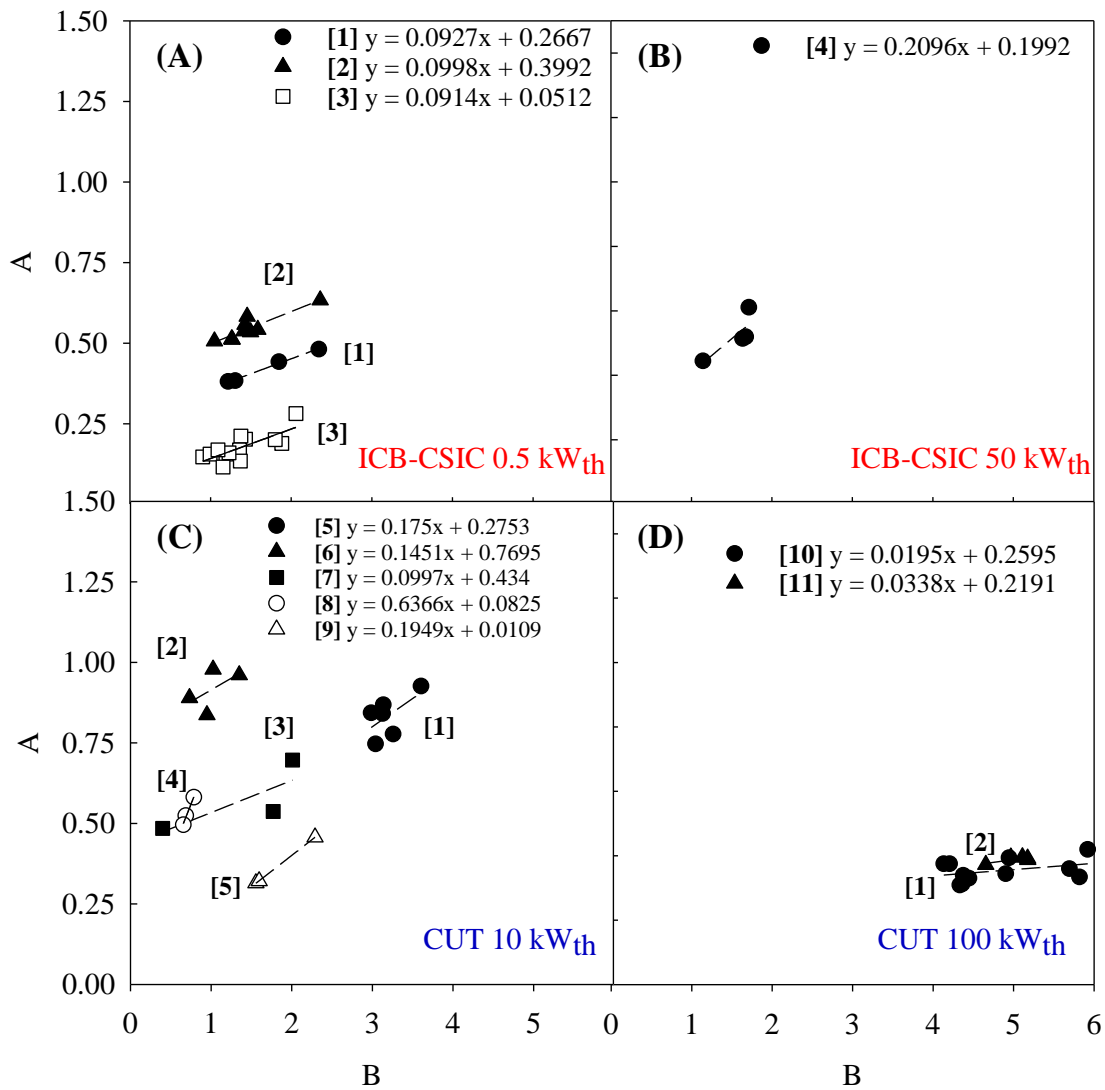 1.50
(A)
[1] y = 0.0927x + 0.2667
[2] y = 0.0998x + 0.3992
[3] y = 0.0914x + 0.0512
1.25
1.00
0.75
A
0.50
0.25
[2]
[1]
[3]
ICB-CSIC 0.5 kWth
(B)
[4] y = 0.2096x + 0.1992
ICB-CSIC 50 kWth
1.50
(C)
[5] y = 0.175x + 0.2753
[6] y = 0.1451x + 0.7695
[7] y = 0.0997x + 0.434
[8] y = 0.6366x + 0.0825
[9] y = 0.1949x + 0.0109
1.25
1.00
0.75
A
0.50
0.25
0.00
[2]
[3]
[1]
[4]
[5]
CUT 10 kWth
0 1 2 3 4 5
B
(D)
[10] y = 0.0195x + 0.2595
[11] y = 0.0338x + 0.2191
[2]
[1]
CUT 100 kWth
0 1 2 3 4 5 6
B